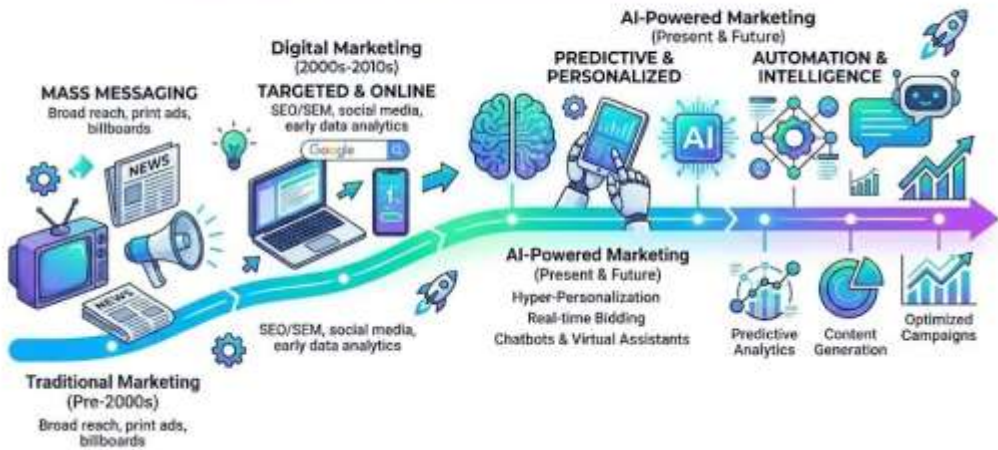 AI-Powered Marketing
(Present & Future)
Digital Marketing
(2000s-2010s)
PREDICTIVE &
PERSONALIZED
AUTOMATION &
INTELLIGENCE
MASS MESSAGING
Broad reach, print ads,
billboards
TARGETED & ONLINE
SEO/SEM, social media,
early data analytics
Google
NEWS
AI
NEWS
AI-Powered Marketing
(Present & Future)
Hyper-Personalization
Real-time Bidding
Chatbots & Virtual Assistants
SEO/SEM, social media,
early data analytics
Predictive
Analytics
Content
Generation
Optimized
Campaigns
Traditional Marketing
(Pre-2000s)
Broad reach, print ads,
billboards